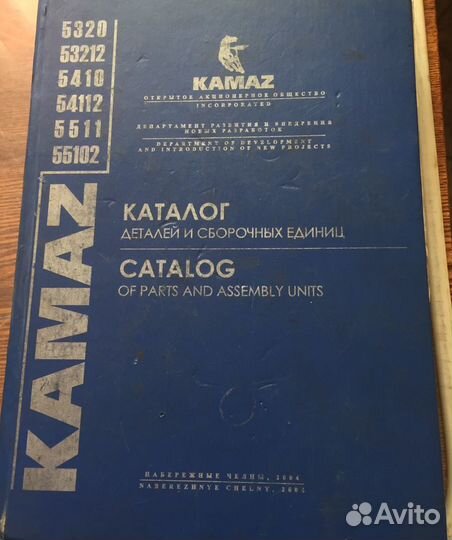 5320
53212
5410
54112
5511
55102
KAMAZ
KAMAZ
ОТКРЫТОЕ АКЦИОНЕРНОЕ ОБЩЕСТВО
INCORPORATED
ДЕПАРТАМЕНТ РАЗВИТИЯ И ВНЕДРЕНИЯ
НОВЫХ РАЗРАБОТОК
DEPARTMENT OF DEVELOPMENT
AND INTRODUCTION OF NEW PROJECTS
КАТАЛОГ
ДЕТАЛЕЙ И СБОРОЧНЫХ ЕДИНИЦ
CATALOG
OF PARTS AND ASSEMBLY UNITS
НАБЕРЕЖНЫЕ ЧЕЛНЫ, 2004
NABEREZHNYE CHELNY, 2004
Avito